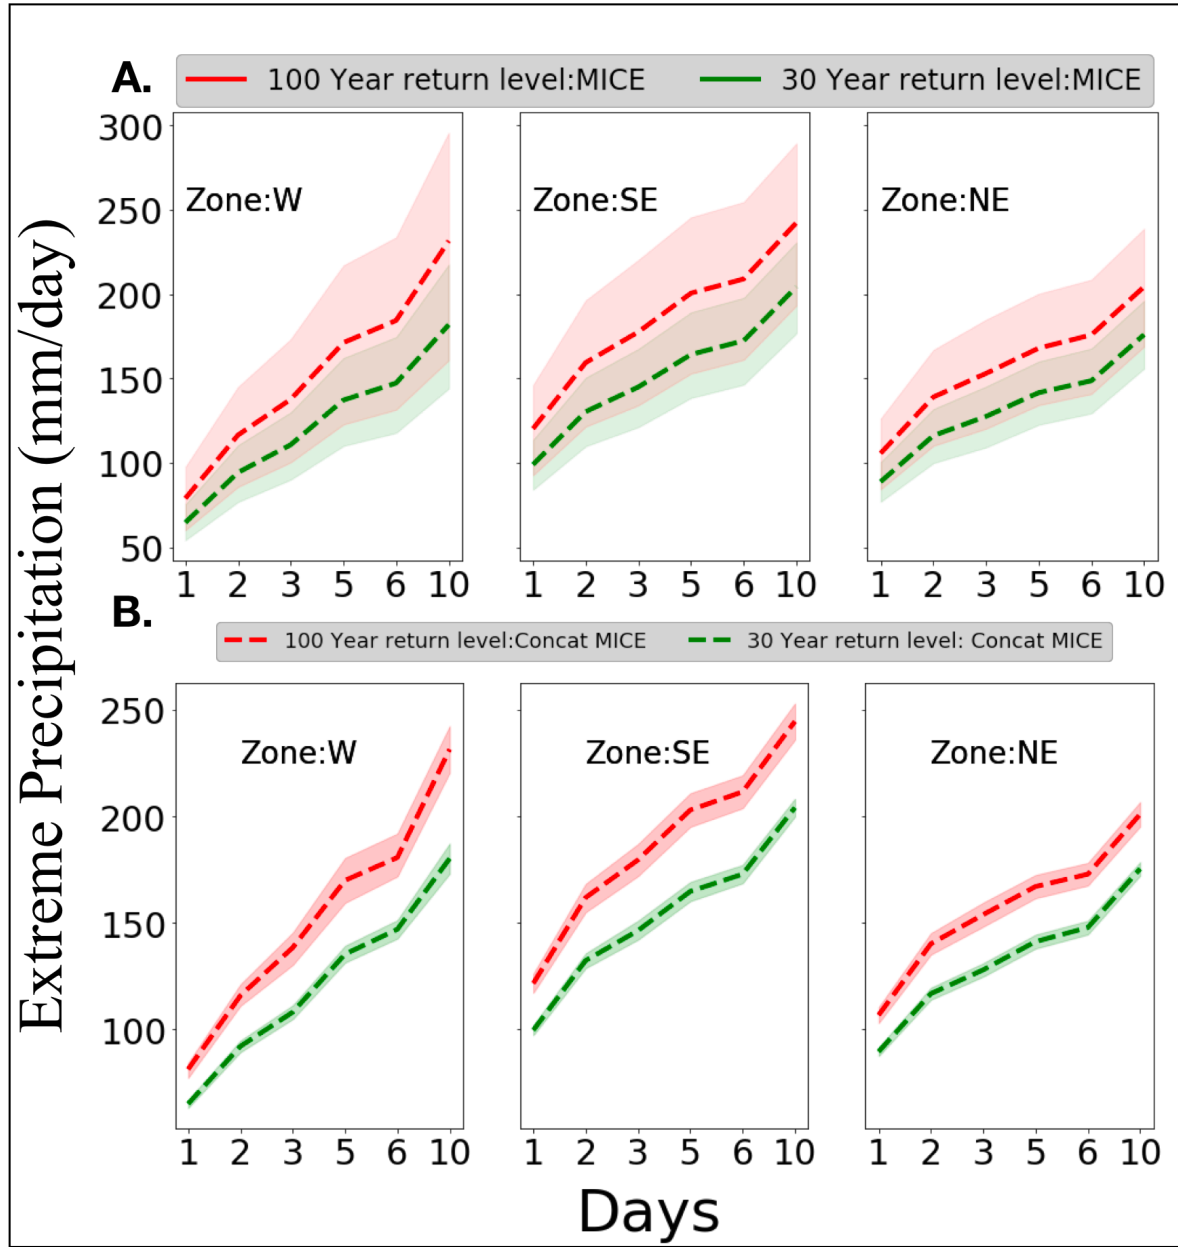 A.
100 Year return level:MICE 30 Year return level:MICE
Extreme Precipitation (mm/day)
300
250
200
150
100
50
Zone:W Zone:SE Zone:NE
1 2 3 5 6 10 1 2 3 5 6 10 1 2 3 5 6 10
B.
100 Year return level:Concat MICE 30 Year return level: Concat MICE
250
200
150
100
Zone:W Zone:SE Zone:NE
1 2 3 5 6 10 1 2 3 5 6 10 1 2 3 5 6 10
Days